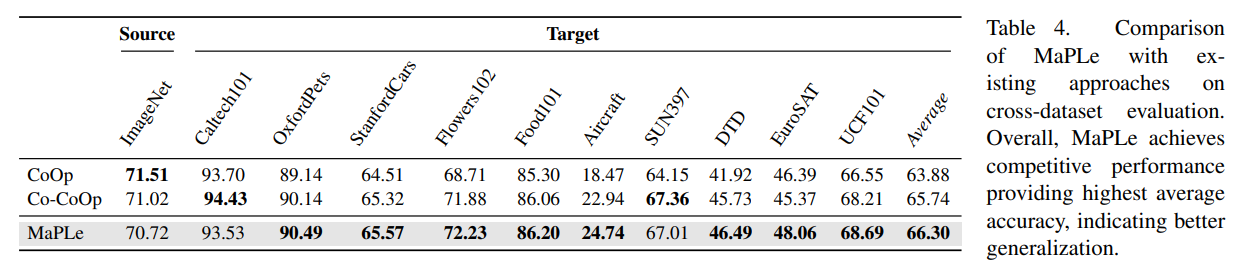 Source Target
ImageNet Caltech101 OxfordPets StanfordCars Flowers102 Food101 Aircraft SUN397 DTD EuroSAT UCF101 Average
CoOp 71.51 93.70 89.14 64.51 68.71 85.30 18.47 64.15 41.92 46.39 66.55 63.88
Co-CoOp 71.02 94.43 90.14 65.32 71.88 86.06 22.94 67.36 45.73 45.37 68.21 65.74
MaPLe 70.72 93.53 90.49 65.57 72.23 86.20 24.74 67.01 46.49 48.06 68.69 66.30
Table 4. Comparison
of MaPLe with ex-
isting approaches on
cross-dataset evaluation.
Overall, MaPLe achieves
competitive performance
providing highest average
accuracy, indicating better
generalization.